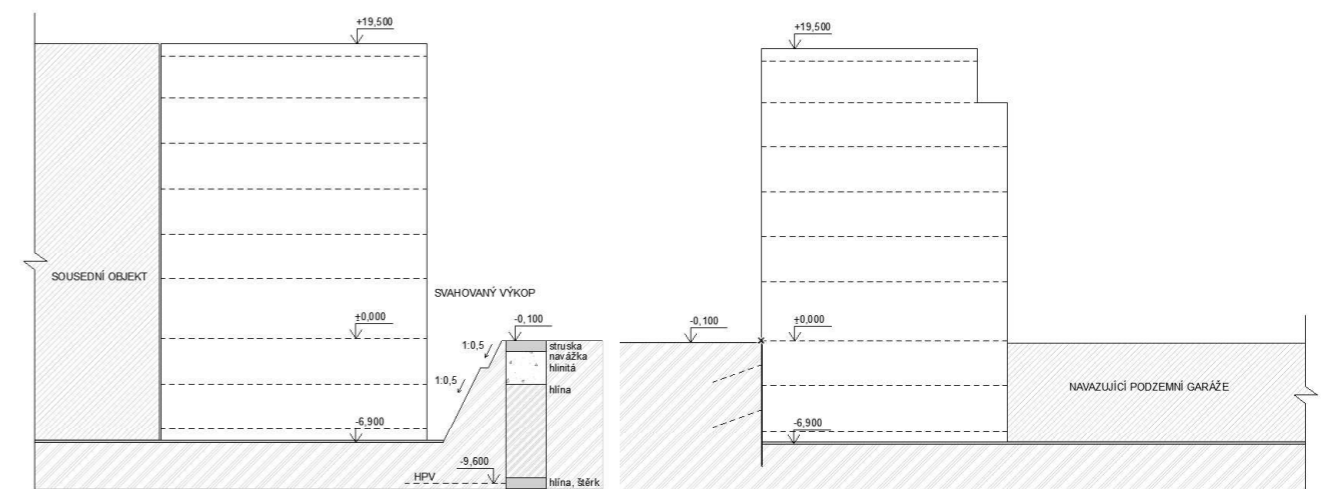 +19,500
SOUSEDNÍ OBJEKT
SVAHOVANÝ VÝKOP
±0,000
-0,100
1:0,5
1:0,5
struska
navážka
hlinitá
hlína
-6,900
-9,600
HPV
hlína, štěrk
+19,500
-0,100
±0,000
NAVAZUJÍCÍ PODZEMNÍ GARÁŽE
-6,900